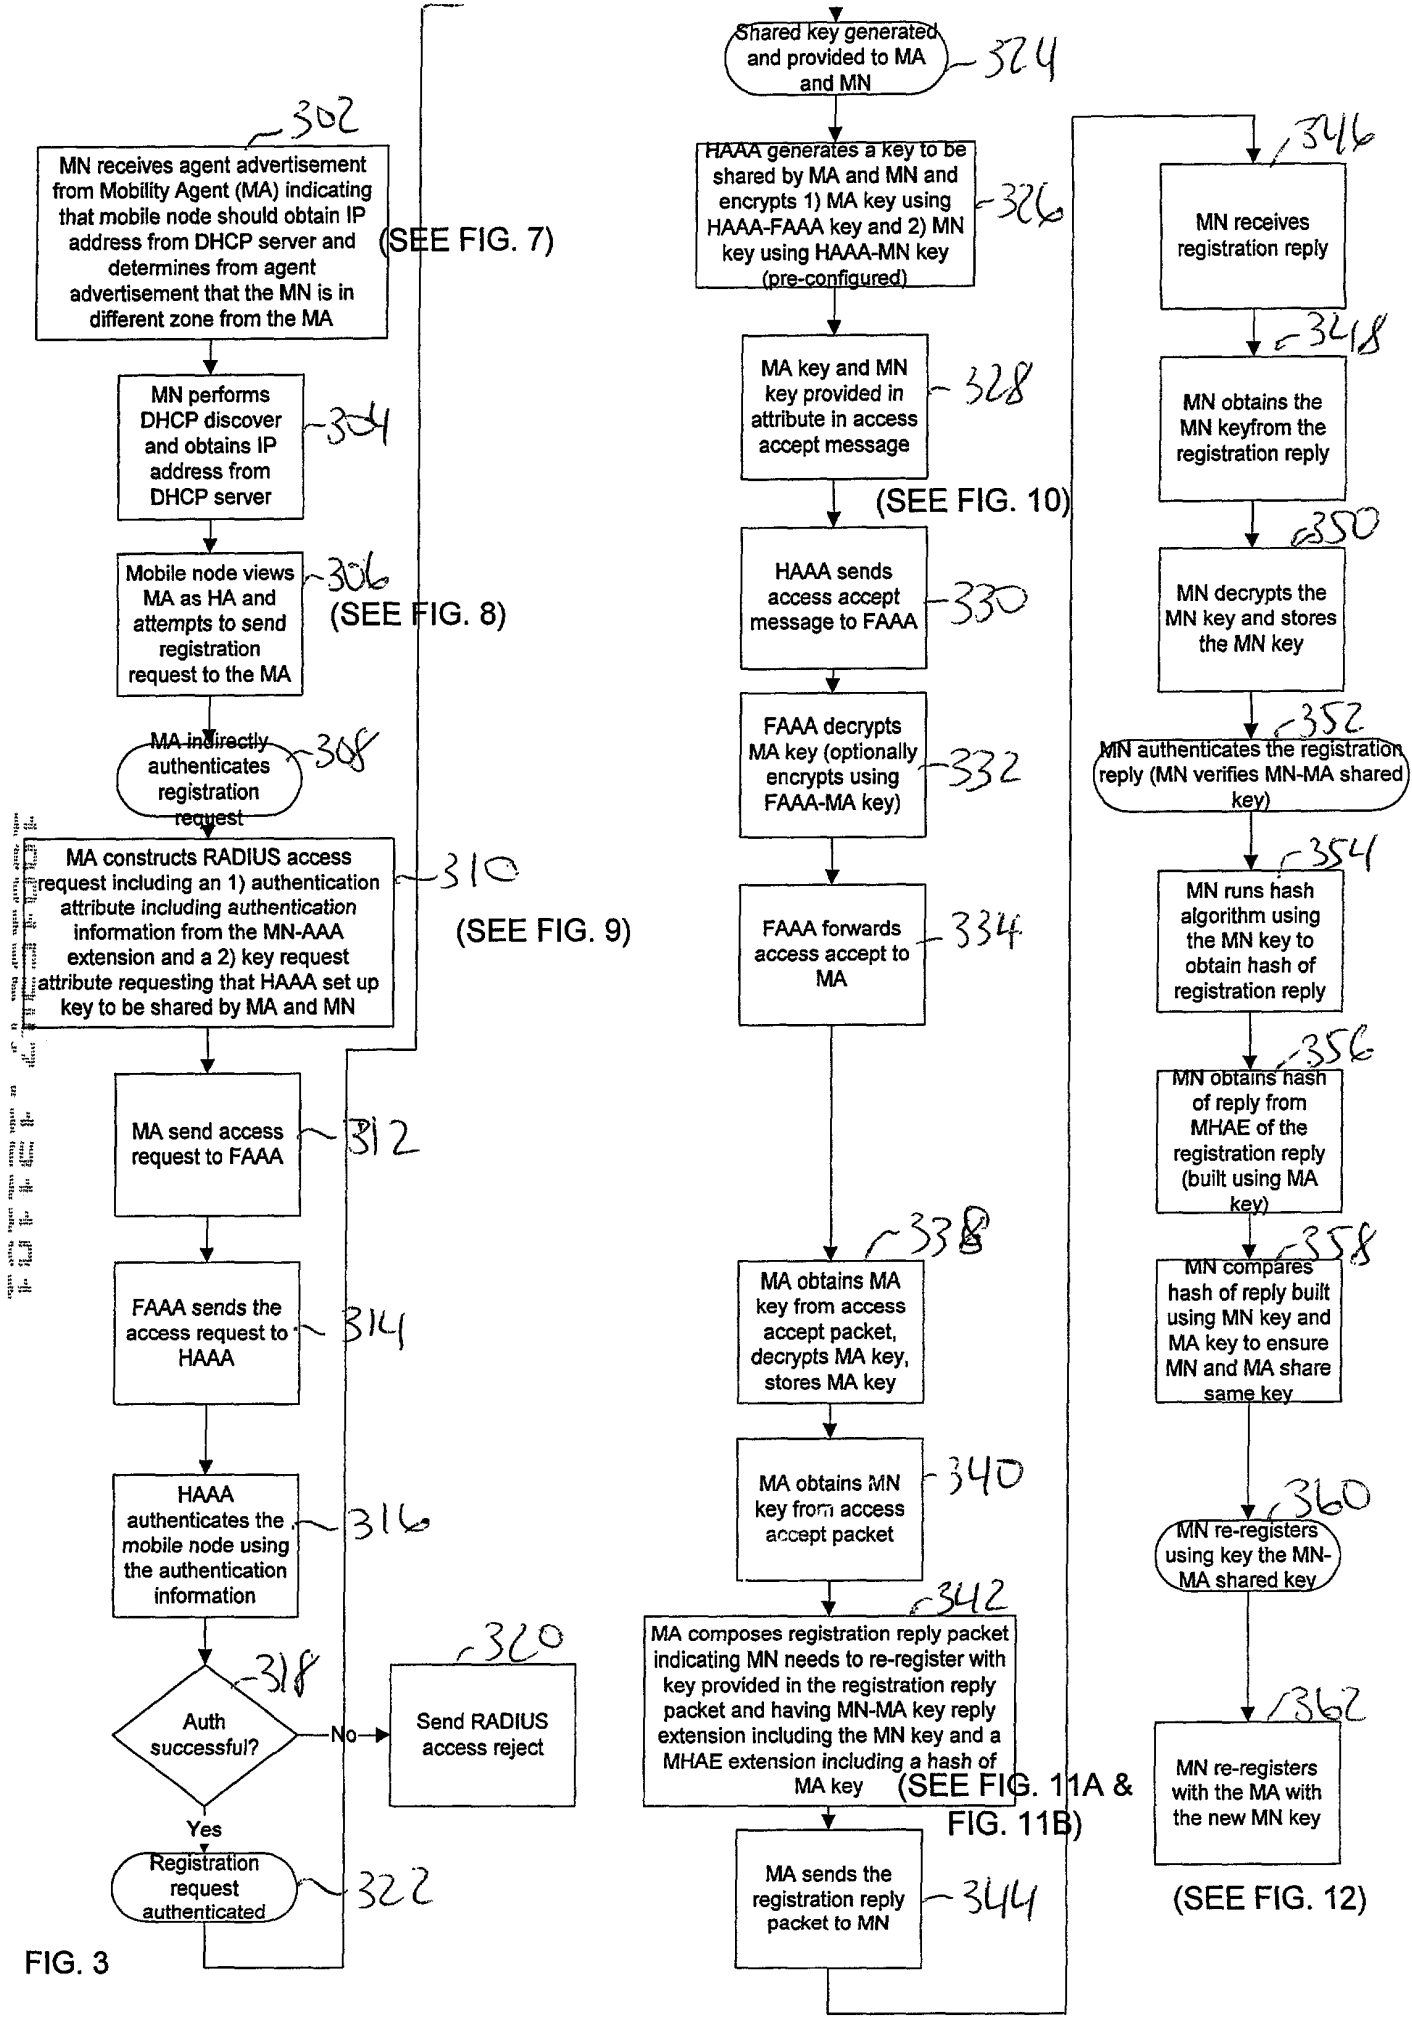 302
MN receives agent advertisement
from Mobility Agent (MA) indicating
that mobile node should obtain IP
address from DHCP server and
determines from agent
advertisement that the MN is in
different zone from the MA
(SEE FIG. 7)
MN performs
DHCP discover
and obtains IP
address from
DHCP server
304
Mobile node views
MA as HA and
attempts to send
registration
request to the MA
306
(SEE FIG. 8)
MA indirectly
authenticates
registration
request
308
MA constructs RADIUS access
request including an 1) authentication
attribute including authentication
information from the MN-AAA
extension and a 2) key request
attribute requesting that HAAA set up
key to be shared by MA and MN
310
(SEE FIG. 9)
MA send access
request to FAAA
312
FAAA sends the
access request to
HAAA
314
HAAA
authenticates the
mobile node using
the authentication
information
316
318
Auth
successful?
No
320
Send RADIUS
access reject
Yes
Registration
request
authenticated
322
FIG. 3
Shared key generated
and provided to MA
and MN
324
HAAA generates a key to be
shared by MA and MN and
encrypts 1) MA key using
HAAA-FAAA key and 2) MN
key using HAAA-MN key
(pre-configured)
326
MA key and MN
key provided in
attribute in access
accept message
328
(SEE FIG. 10)
HAAA sends
access accept
message to FAAA
330
FAAA decrypts
MA key (optionally
encrypts using
FAAA-MA key)
332
FAAA forwards
access accept to
MA
334
338
MA obtains MA
key from access
accept packet,
decrypts MA key,
stores MA key
MA obtains MN
key from access
accept packet
340
342
MA composes registration reply packet
indicating MN needs to re-register with
key provided in the registration reply
packet and having MN-MA key reply
extension including the MN key and a
MHAE extension including a hash of
MA key
(SEE FIG. 11A &
FIG. 11B)
MA sends the
registration reply
packet to MN
344
346
MN receives
registration reply
348
MN obtains the
MN keyfrom the
registration reply
350
MN decrypts the
MN key and stores
the MN key
352
MN authenticates the registration
reply (MN verifies MN-MA shared
key)
354
MN runs hash
algorithm using
the MN key to
obtain hash of
registration reply
356
MN obtains hash
of reply from
MHAE of the
registration reply
(built using MA
key)
358
MN compares
hash of reply built
using MN key and
MA key to ensure
MN and MA share
same key
360
MN re-registers
using key the MN-
MA shared key
362
MN re-registers
with the MA with
the new MN key
(SEE FIG. 12)